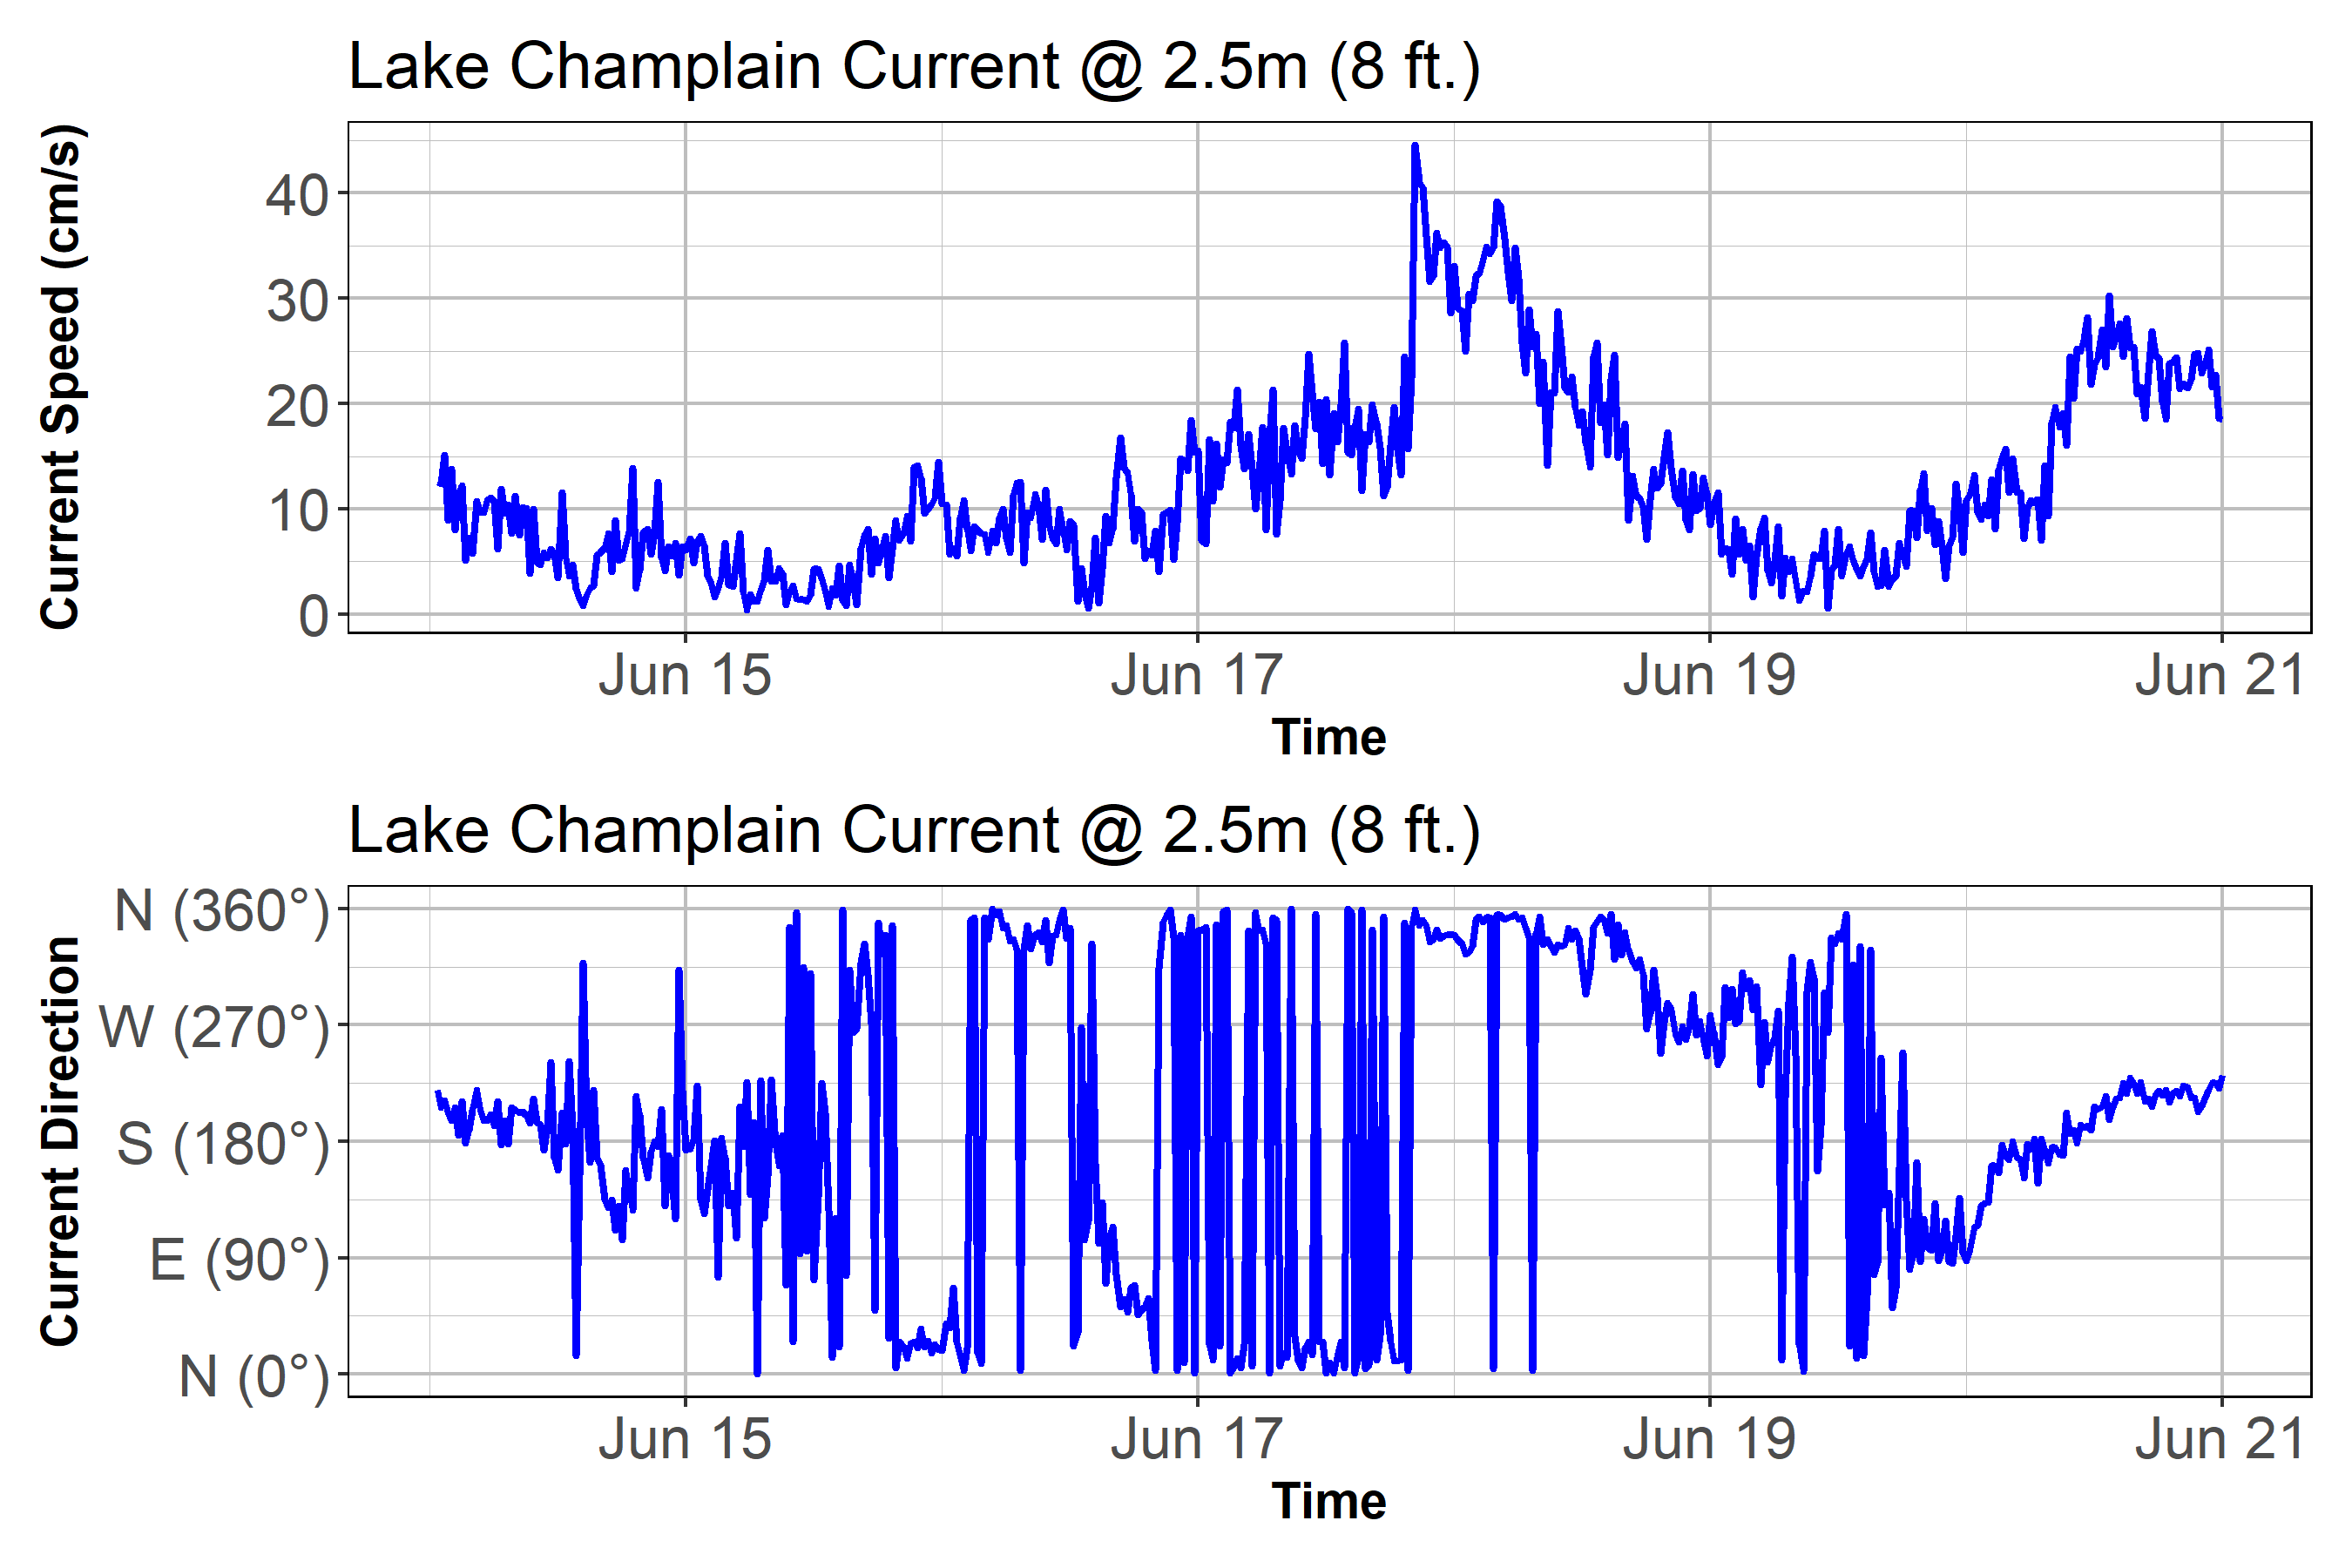 Lake Champlain Current @ 2.5m (8 ft.)
Current Speed (cm/s)
40
30
20
10
0
Jun 15 Jun 17 Jun 19 Jun 21
Time
Lake Champlain Current @ 2.5m (8 ft.)
Current Direction
N (360°)
W (270°)
S (180°)
E (90°)
N (0°)
Jun 15 Jun 17 Jun 19 Jun 21
Time